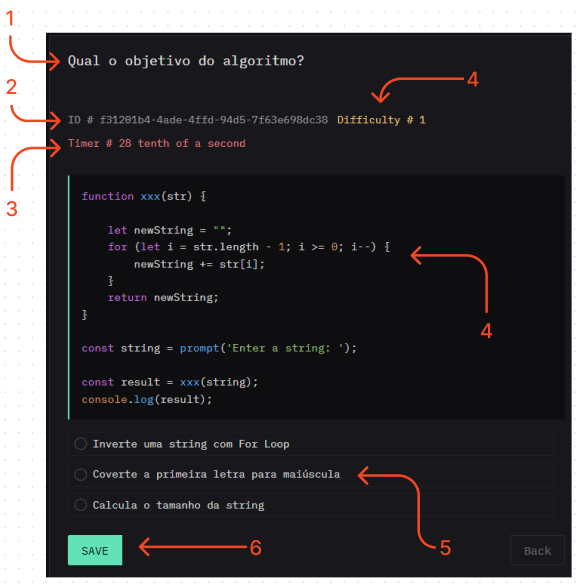 1
Qual o objetivo do algoritmo?
2
4
ID # f31201b4-4ade-4ffd-94d5-7f63e698dc38 Difficulty # 1
Timer # 28 tenth of a second
3
function xxx(str) {
let newString = "";
for (let i = str.length - 1; i >= 0; i--) {
newString += str[i];
}
return newString;
}
4
const string = prompt('Enter a string: ');
const result = xxx(string);
console.log(result);
Inverte uma string com For Loop
Coverte a primeira letra para maiúscula
Calcula o tamanho da string
SAVE
6
5
Back